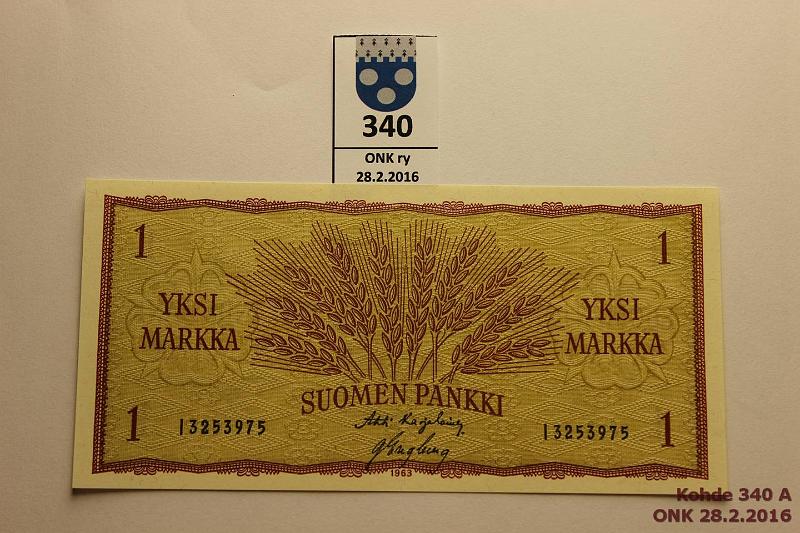 340
ONK ry
28.2.2016
1 1
YKSI MARKKA
YKSI MARKKA
SUOMEN PANKKI
1 1
I3253975 I3253975
1963
Kohde 340 A
ONK 28.2.2016